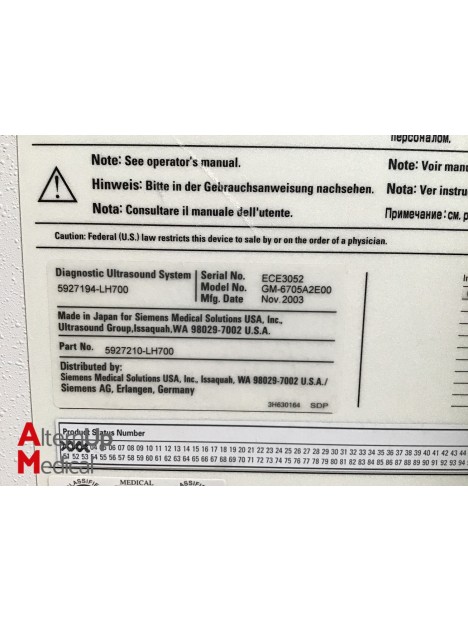 персоналом.
Note: See operator's manual.
Note: Voir
Hinweis: Bitte in der Gebrauchsanweisung nachsehen.
Nota: Ver
Nota: Consultare il manuale dell'utente.
Примечание: см.
Caution: Federal (U.S.) law restricts this device to sale by or on the order of a physician.
Diagnostic Ultrasound System
5927194-LH700
Serial No. ECE3052
Model No. GM-6705A2E00
Mfg. Date Nov. 2003
Made in Japan for Siemens Medical Solutions USA, Inc.,
Ultrasound Group, Issaquah, WA 98029-7002 U.S.A.
Part No. 5927210-LH700
Distributed by:
Siemens Medical Solutions USA, Inc., Issaquah, WA 98029-7002 U.S.A./
Siemens AG, Erlangen, Germany
3H630164 SDP
Product Status Number
05 06 07 08 09 10 11 12 13 14 15 16 17 18 19 20 21 22 23 24 25 26 27 28 29 30 31 32 33 34 35 36 37 38 39 40 41 42 43 44
51 52 53 54 55 56 57 58 59 60 61 62 63 64 65 66 67 68 69 70 71 72 73 74 75 76 77 78 79 80 81 82 83 84 85 86 87 88 89 90 91 92 93 94
AlternUp
Medical
MEDICAL